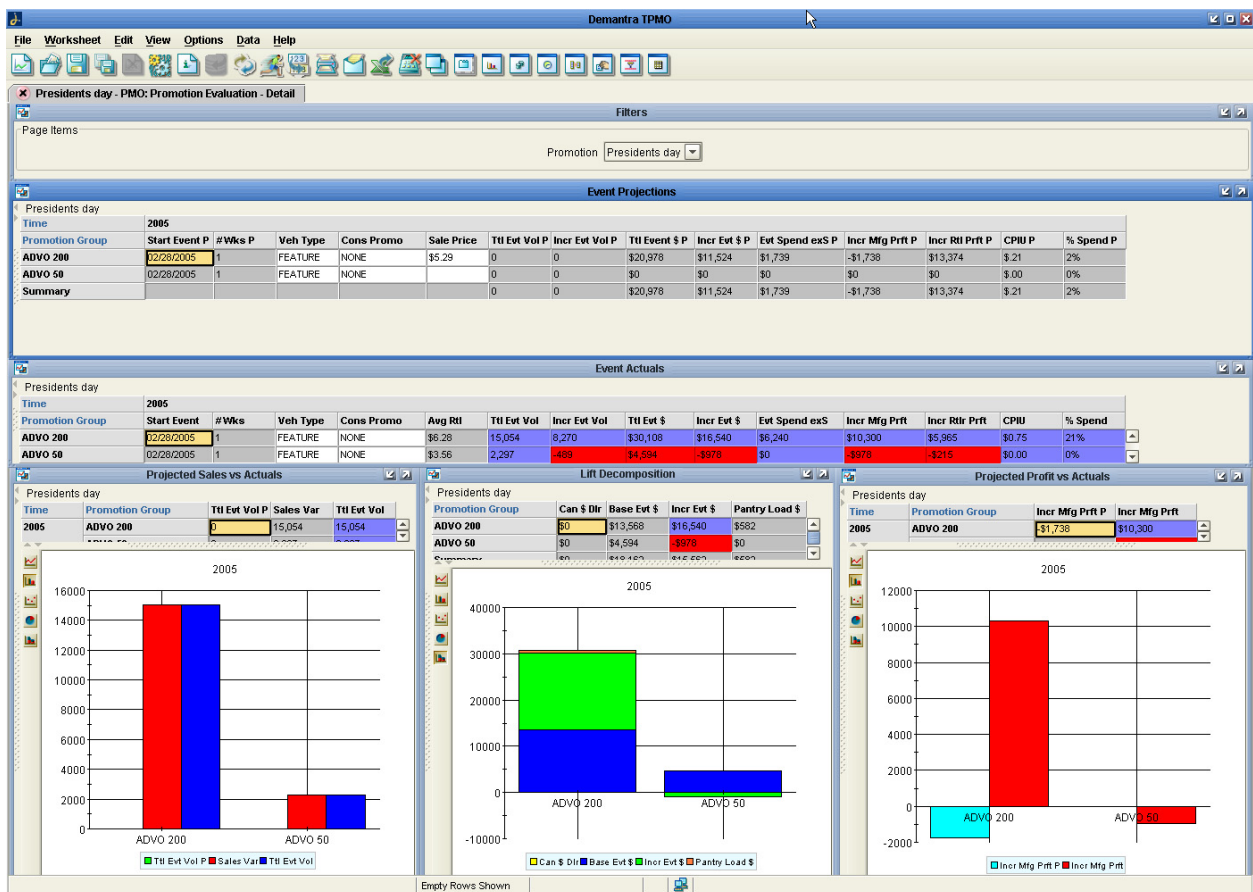 Demantra TPMO
File Worksheet Edit View Options Data Help
Presidents day - PMO: Promotion Evaluation - Detail
Filters
Page Items
Promotion Presidents day
Event Projections
Presidents day
Time 2005
Promotion Group Start Event P # Wks P Veh Type Cons Promo Sale Price Ttl Evt Vol P Incr Evt Vol P Ttl Event $ P Incr Evt $ P Evt Spend exS P Incr Mfg Prft P Incr Rtl Prft P CPIU P % Spend P
ADVO 200 02/28/2005 1 FEATURE NONE $5.29 0 0 $20,978 $11,524 $1,739 -$1,738 $13,374 $.21 2%
ADVO 50 02/28/2005 1 FEATURE NONE 0 0 $0 $0 $0 $0 $0 $.00 0%
Summary 0 0 $20,978 $11,524 $1,739 -$1,738 $13,374 $.21 2%
Event Actuals
Presidents day
Time 2005
Promotion Group Start Event # Wks Veh Type Cons Promo Avg Rtl Ttl Evt Vol Incr Evt Vol Ttl Evt $ Incr Evt $ Evt Spend exS Incr Mfg Prft Incr Rtlr Prft CPIU % Spend
ADVO 200 02/28/2005 1 FEATURE NONE $6.28 15,054 8,270 $30,108 $16,540 $6,240 $10,300 $5,965 $0.75 21%
ADVO 50 02/28/2005 1 FEATURE NONE $3.56 2,297 -489 $4,594 -$978 $0 -$978 -$215 $0.00 0%
Projected Sales vs Actuals
Presidents day
Time Promotion Group Ttl Evt Vol P Sales Var Ttl Evt Vol
2005 ADVO 200 0 15,054 15,054
2005
16000
14000
12000
10000
8000
6000
4000
2000
0
ADVO 200 ADVO 50
Ttl Evt Vol P Sales Var Ttl Evt Vol
Lift Decomposition
Presidents day
Promotion Group Can $ Dlr Base Evt $ Incr Evt $ Pantry Load $
ADVO 200 $0 $13,568 $16,540 $582
ADVO 50 $0 $4,594 -$978 $0
Summary $0 $18,162 $15,562 $582
2005
40000
30000
20000
10000
0
-10000
ADVO 200 ADVO 50
Can $ Dlr Base Evt $ Incr Evt $ Pantry Load $
Projected Profit vs Actuals
Presidents day
Time Promotion Group Incr Mfg Prft P Incr Mfg Prft
2005 ADVO 200 -$1,738 $10,300
2005
12000
10000
8000
6000
4000
2000
0
-2000
ADVO 200 ADVO 50
Incr Mfg Prft P Incr Mfg Prft
Empty Rows Shown